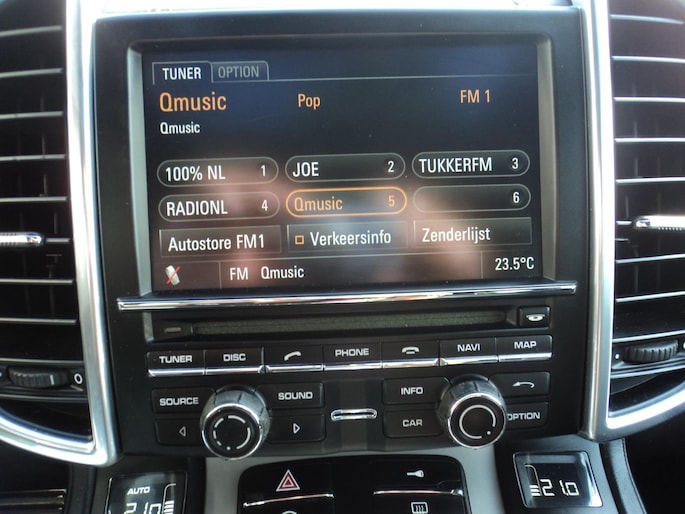 TUNER OPTION
Qmusic Pop FM 1
Qmusic
100% NL 1 JOE 2 TUKKERFM 3
RADIONL 4 Qmusic 5 6
Autostore FM1 Verkeersinfo Zenderlijst
FM Qmusic 23.5°C
TUNER DISC PHONE NAVI MAP
SOURCE SOUND INFO
CAR OPTION
AUTO
21.0 21.0